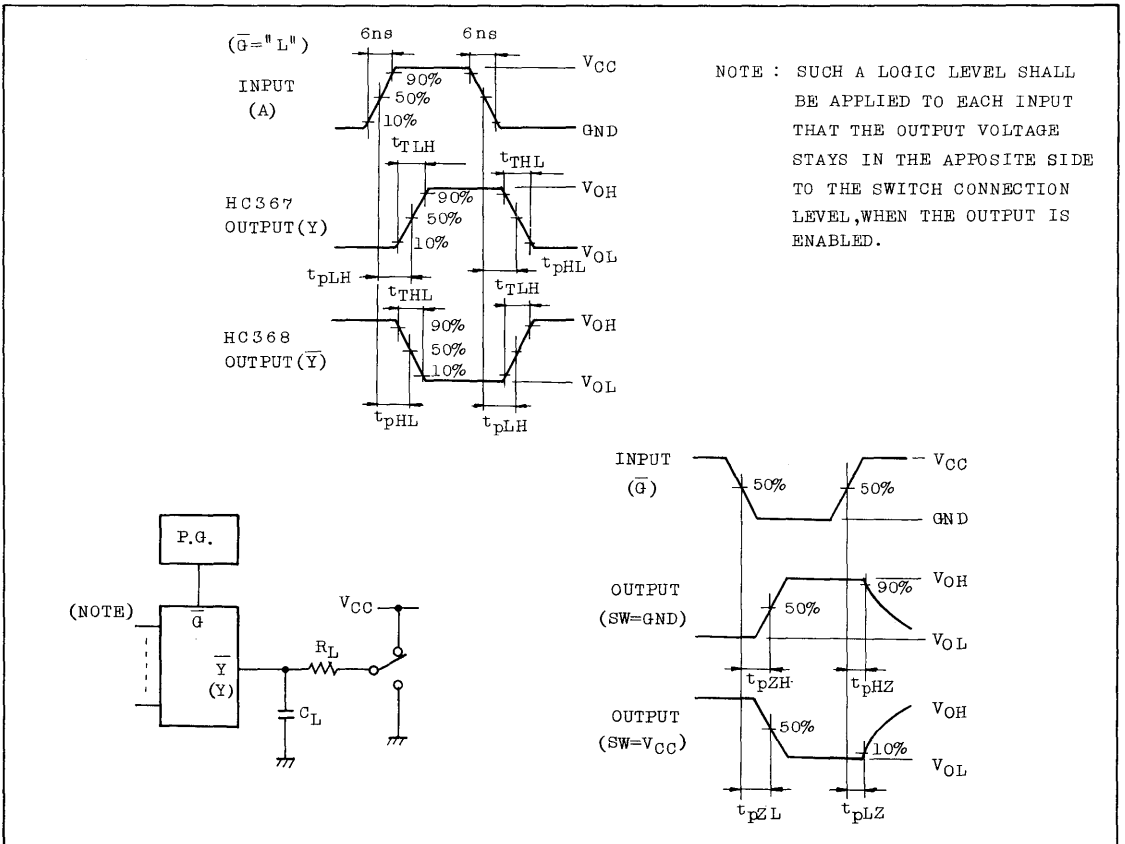 6ns 6ns
(G̅="L")
VCC
INPUT
(A)
90%
50%
10%
GND
tTLH
tTHL
HC367
OUTPUT(Y)
90%
50%
10%
VOH
VOL
tpLH
tpHL
tTHL
tTLH
HC368
OUTPUT(Y̅)
90%
50%
10%
VOH
VOL
tpHL
tpLH
NOTE : SUCH A LOGIC LEVEL SHALL
BE APPLIED TO EACH INPUT
THAT THE OUTPUT VOLTAGE
STAYS IN THE APPOSITE SIDE
TO THE SWITCH CONNECTION
LEVEL,WHEN THE OUTPUT IS
ENABLED.
P.G.
(NOTE)
G̅
Y̅
(Y)
VCC
RL
CL
INPUT
(G̅)
50%
50%
VCC
GND
OUTPUT
(SW=GND)
50%
90%
VOH
VOL
tpZH
tpHZ
OUTPUT
(SW=VCC)
50%
10%
VOH
VOL
tpZL
tpLZ